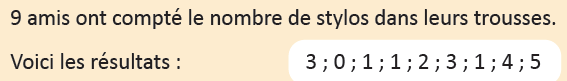 9 amis ont compté le nombre de stylos dans leurs trousses.
Voici les résultats : 3 ; 0 ; 1 ; 1 ; 2 ; 3 ; 1 ; 4 ; 5